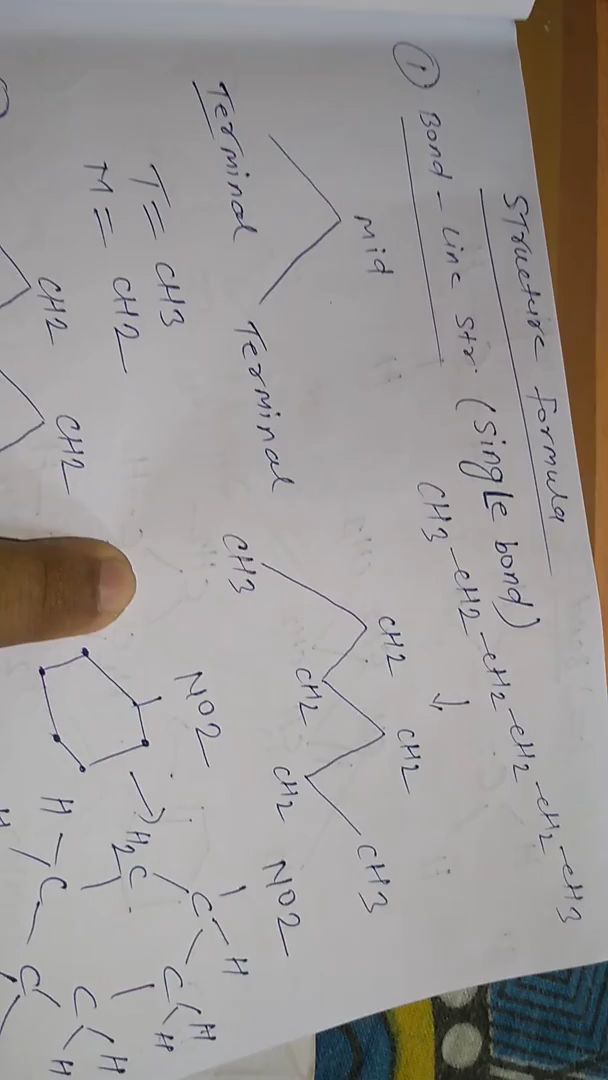 Structure formula
① Bond - Line Str. (Single bond)
CH3-CH2-CH2-CH2-CH2-CH3
↓
Mid
Terminal Terminal
CH3 CH2 CH2 CH2 CH2 CH3
T = CH3
M = CH2
CH2 CH2
NO2 NO2
H2C C H
C H H
H C
C H H
C
H